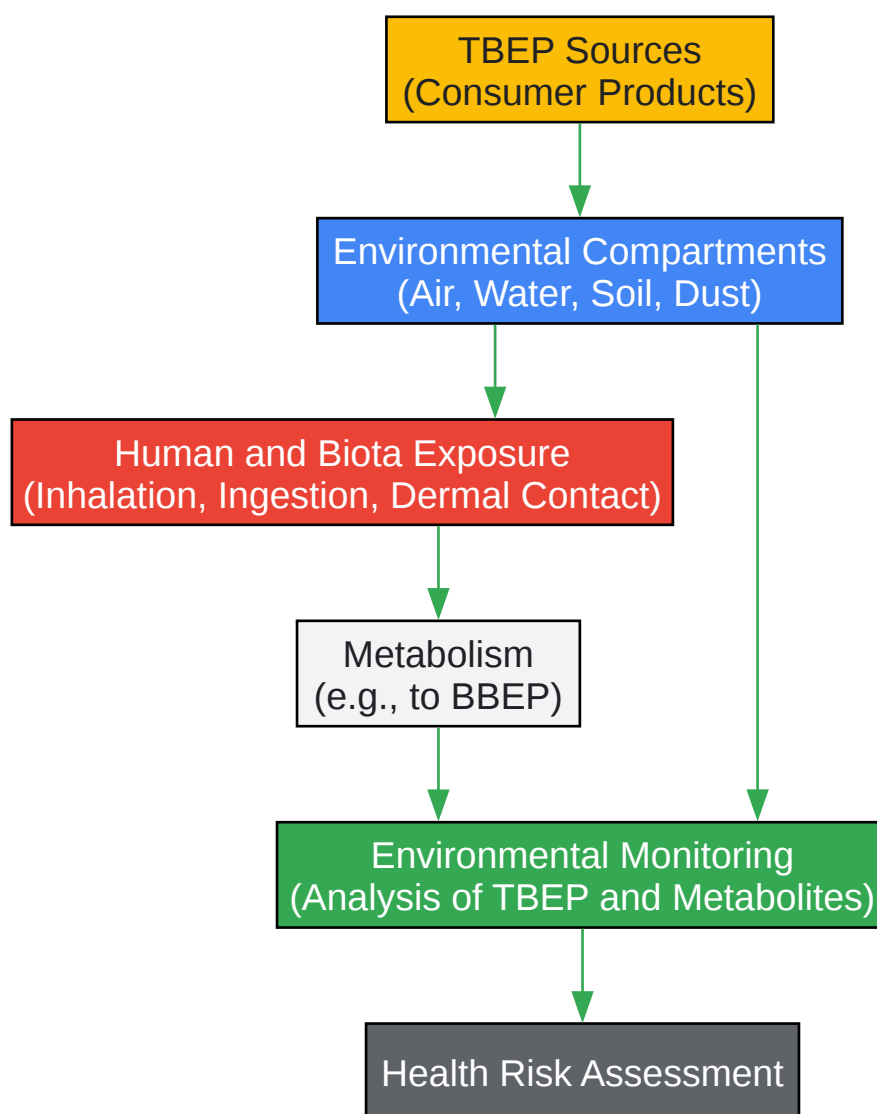 TBEP Sources
(Consumer Products)
Environmental Compartments
(Air, Water, Soil, Dust)
Human and Biota Exposure
(Inhalation, Ingestion, Dermal Contact)
Metabolism
(e.g., to BBEP)
Environmental Monitoring
(Analysis of TBEP and Metabolites)
Health Risk Assessment